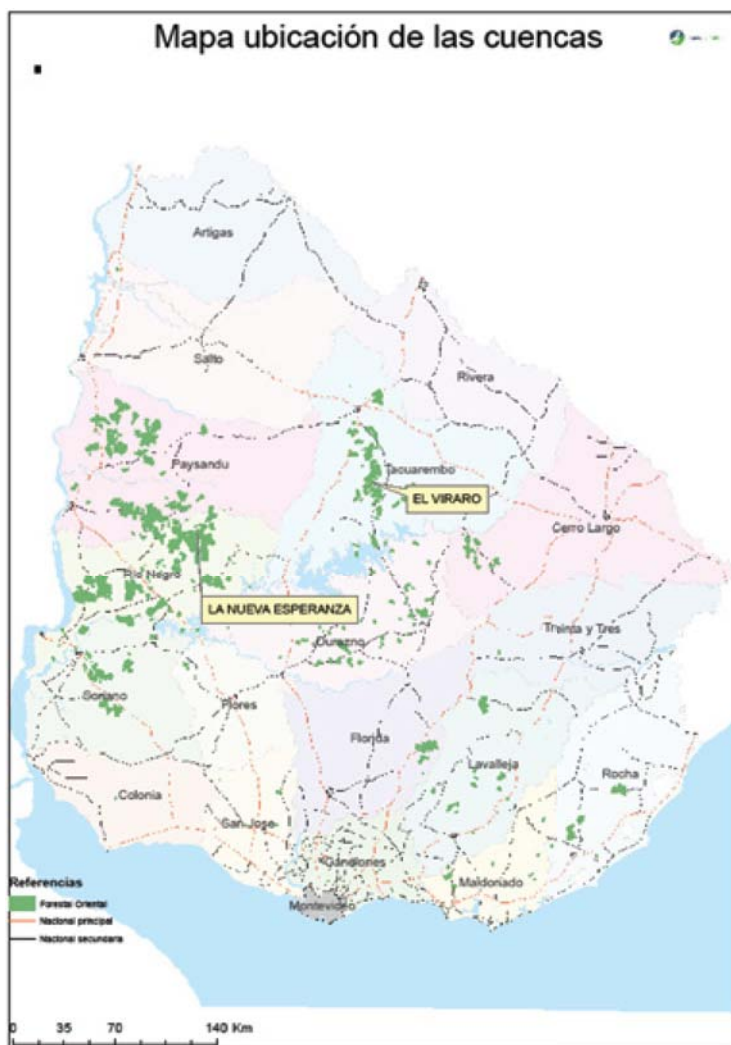 Mapa ubicación de las cuencas
Artigas
Salto
Rivera
Paysandu
Tacuarembo
EL VIRARO
Cerro Largo
Rio Negro
LA NUEVA ESPERANZA
Treinta y Tres
Durazno
Soriano
Flores
Florida
Lavalleja
Rocha
Colonia
San Jose
Canelones
Maldonado
Montevideo
Referencias
Forestal Oriental
Nacional principal
Nacional secundaria
0 35 70 140 Km